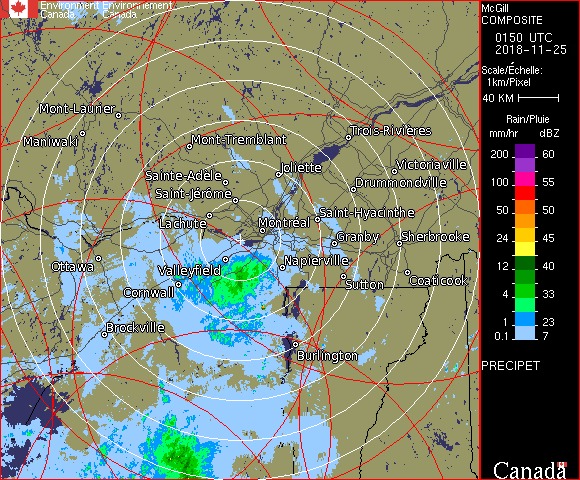 Environment Environnement
Canada Canada
McGill
COMPOSITE
0150 UTC
2018-11-25
Scale/Échelle:
1km/Pixel
40 KM
Rain/Pluie
mm/hr dBZ
200 60
100 55
50 50
24 45
12 40
4 33
1 23
0.1 7
PRECIPET
Canada
Mont-Laurier
Maniwaki
Mont-Tremblant
Trois-Rivières
Sainte-Adèle
Joliette
Victoriaville
Saint-Jérôme
Drummondville
Lachute
Montréal
Saint-Hyacinthe
Granby
Sherbrooke
Ottawa
Valleyfield
Napierville
Cornwall
Sutton
Coaticook
Brockville
Burlington